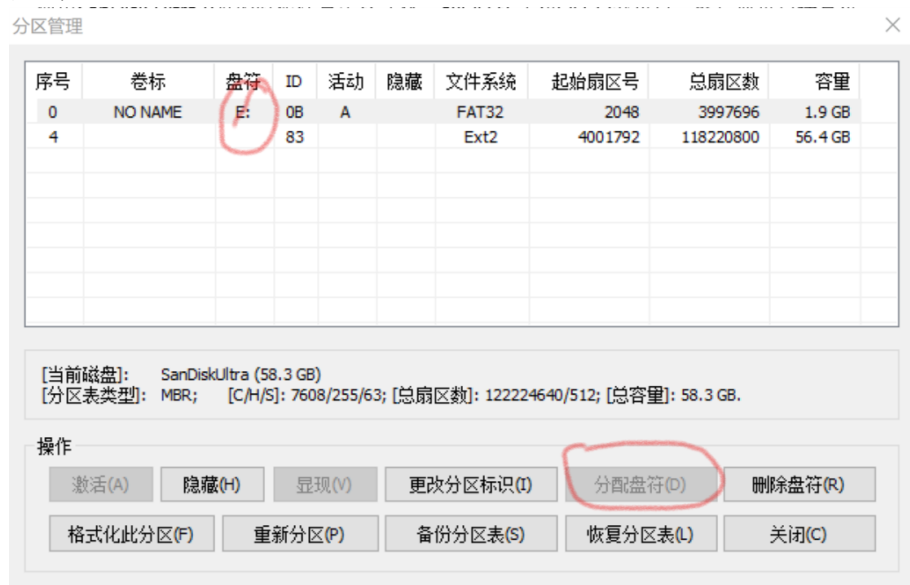 分区管理
序号 卷标 盘符 ID 活动 隐藏 文件系统 起始扇区号 总扇区数 容量
0 NO NAME E: 0B A FAT32 2048 3997696 1.9 GB
4 83 Ext2 4001792 118220800 56.4 GB
[当前磁盘]: SanDiskUltra (58.3 GB)
[分区表类型]: MBR; [C/H/S]: 7608/255/63; [总扇区数]: 122224640/512; [总容量]: 58.3 GB.
操作
激活(A) 隐藏(H) 显现(V) 更改分区标识(I) 分配盘符(D) 删除盘符(R)
格式化此分区(F) 重新分区(P) 备份分区表(S) 恢复分区表(L) 关闭(C)